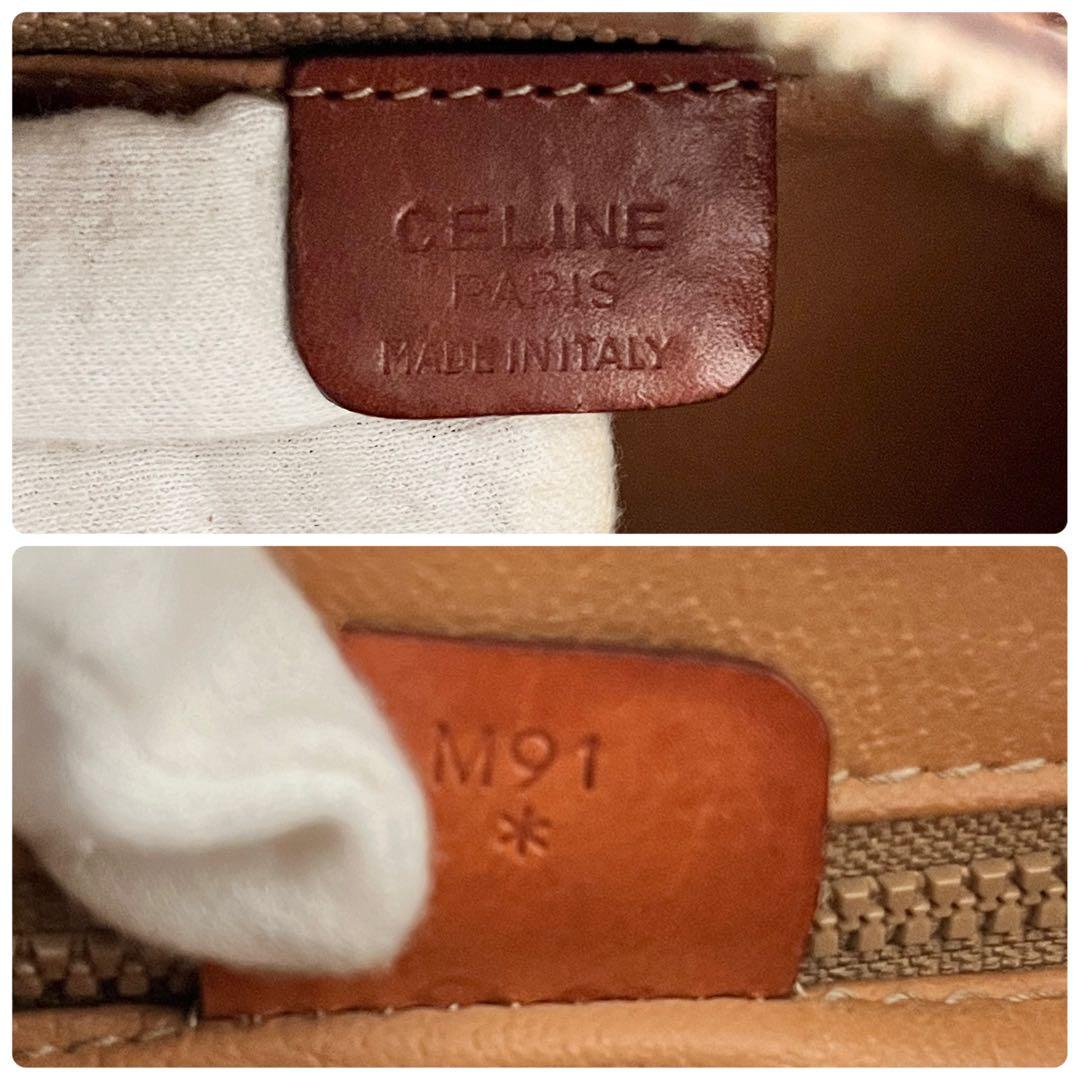 CELINE
PARIS
MADE IN ITALY
M91
*